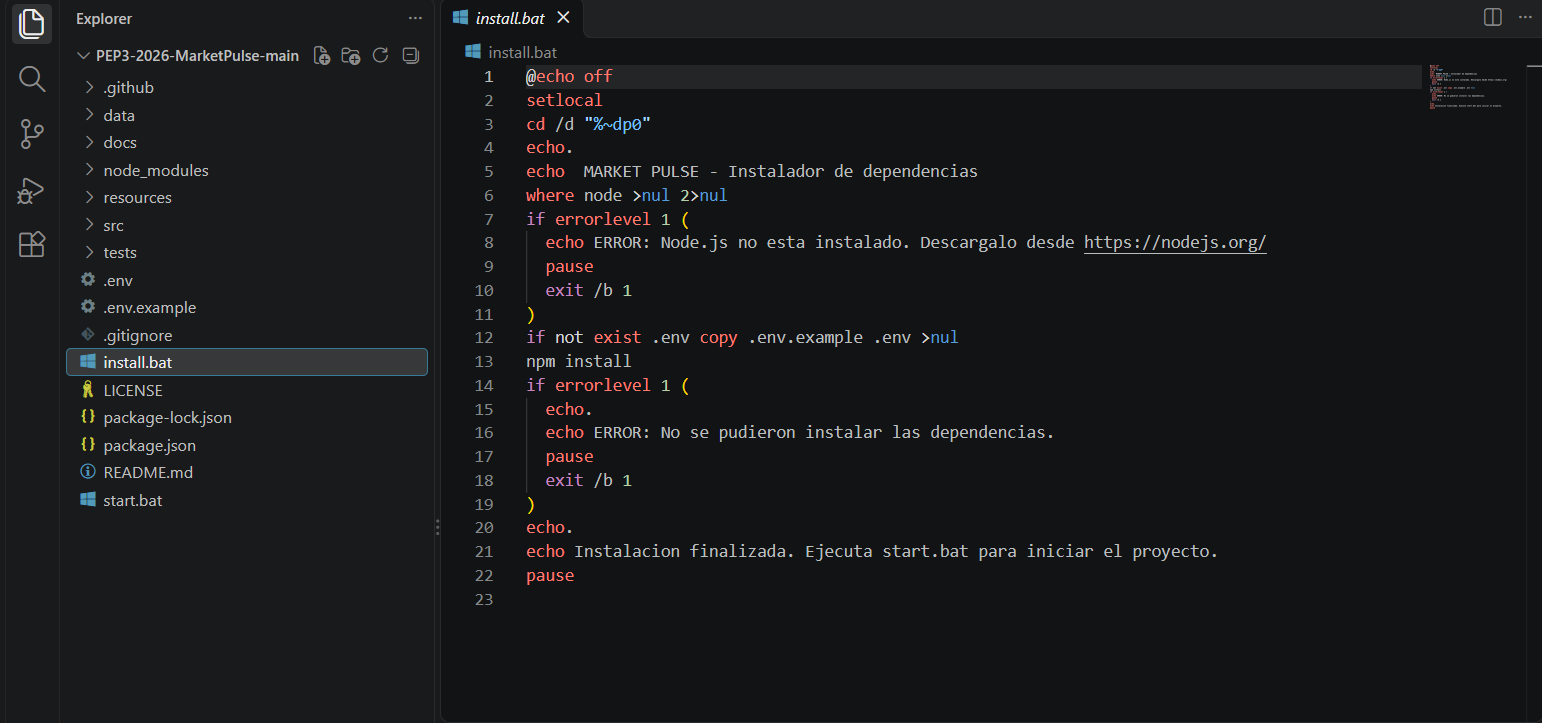 Explorer
PEP3-2026-MarketPulse-main
.github
data
docs
node_modules
resources
src
tests
.env
.env.example
.gitignore
install.bat
LICENSE
package-lock.json
package.json
README.md
start.bat
install.bat
install.bat
1 @echo off
2 setlocal
3 cd /d "%~dp0"
4 echo.
5 echo  MARKET PULSE - Instalador de dependencias
6 where node >nul 2>nul
7 if errorlevel 1 (
8   echo ERROR: Node.js no esta instalado. Descargalo desde https://nodejs.org/
9   pause
10   exit /b 1
11 )
12 if not exist .env copy .env.example .env >nul
13 npm install
14 if errorlevel 1 (
15   echo.
16   echo ERROR: No se pudieron instalar las dependencias.
17   pause
18   exit /b 1
19 )
20 echo.
21 echo Instalacion finalizada. Ejecuta start.bat para iniciar el proyecto.
22 pause
23